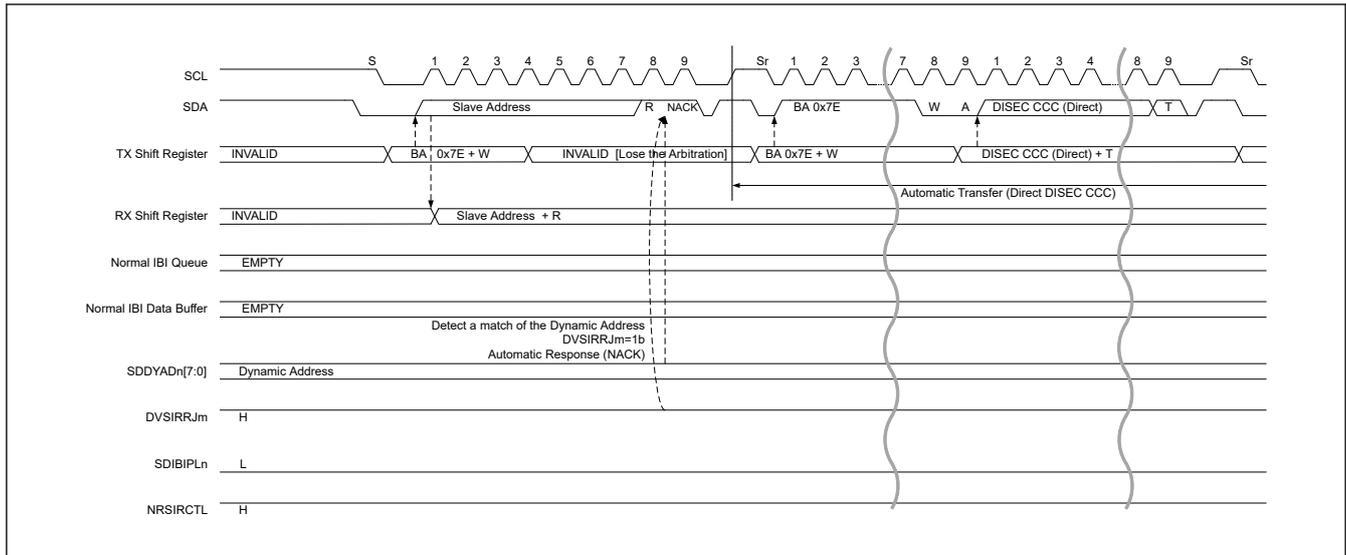 S 1 2 3 4 5 6 7 8 9 Sr 1 2 3 7 8 9 1 2 3 4 8 9 Sr
SCL
SDA Slave Address R NACK BA 0x7E W A DISEC CCC (Direct) T
TX Shift Register INVALID BA 0x7E + W INVALID [Lose the Arbitration] BA 0x7E + W DISEC CCC (Direct) + T
Automatic Transfer (Direct DISEC CCC)
RX Shift Register INVALID Slave Address + R
Normal IBI Queue EMPTY
Normal IBI Data Buffer EMPTY
Detect a match of the Dynamic Address
DVSIRRJm=1b
Automatic Response (NACK)
SDDYADn[7:0] Dynamic Address
DVSIRRJm H
SDIBIPLn L
NRSIRCTL H